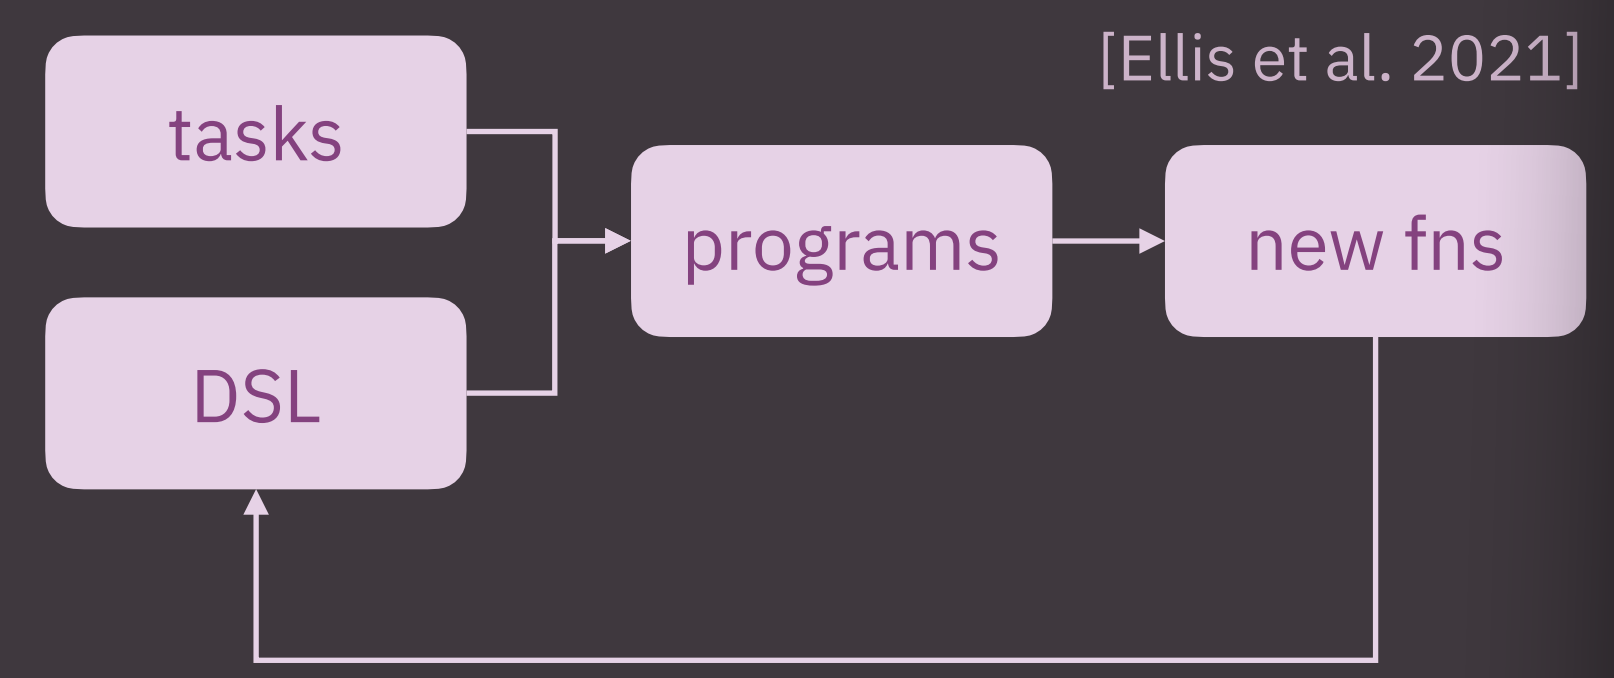 [Ellis et al. 2021]
tasks
programs
new fns
DSL